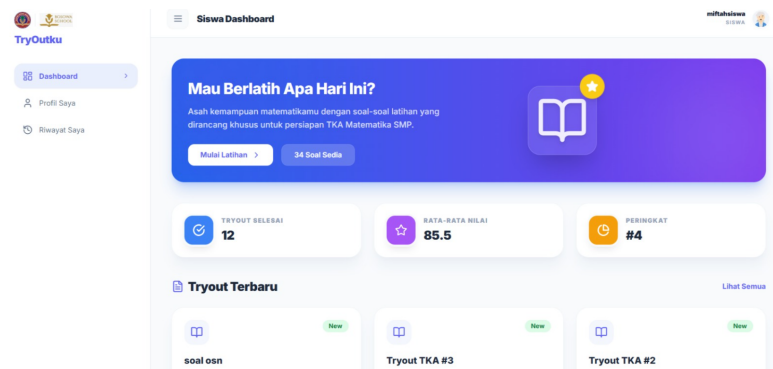 BOSOWA
SCHOOL
TryOutku
Dashboard
Profil Saya
Riwayat Saya
Siswa Dashboard
miftahsiswa
SISWA
Mau Berlatih Apa Hari Ini?
Asah kemampuan matematikamu dengan soal-soal latihan yang
dirancang khusus untuk persiapan TKA Matematika SMP.
Mulai Latihan
34 Soal Sedia
TRYOUT SELESAI
12
RATA-RATA NILAI
85.5
PERINGKAT
#4
Tryout Terbaru
Lihat Semua
New
soal osn
New
Tryout TKA #3
New
Tryout TKA #2